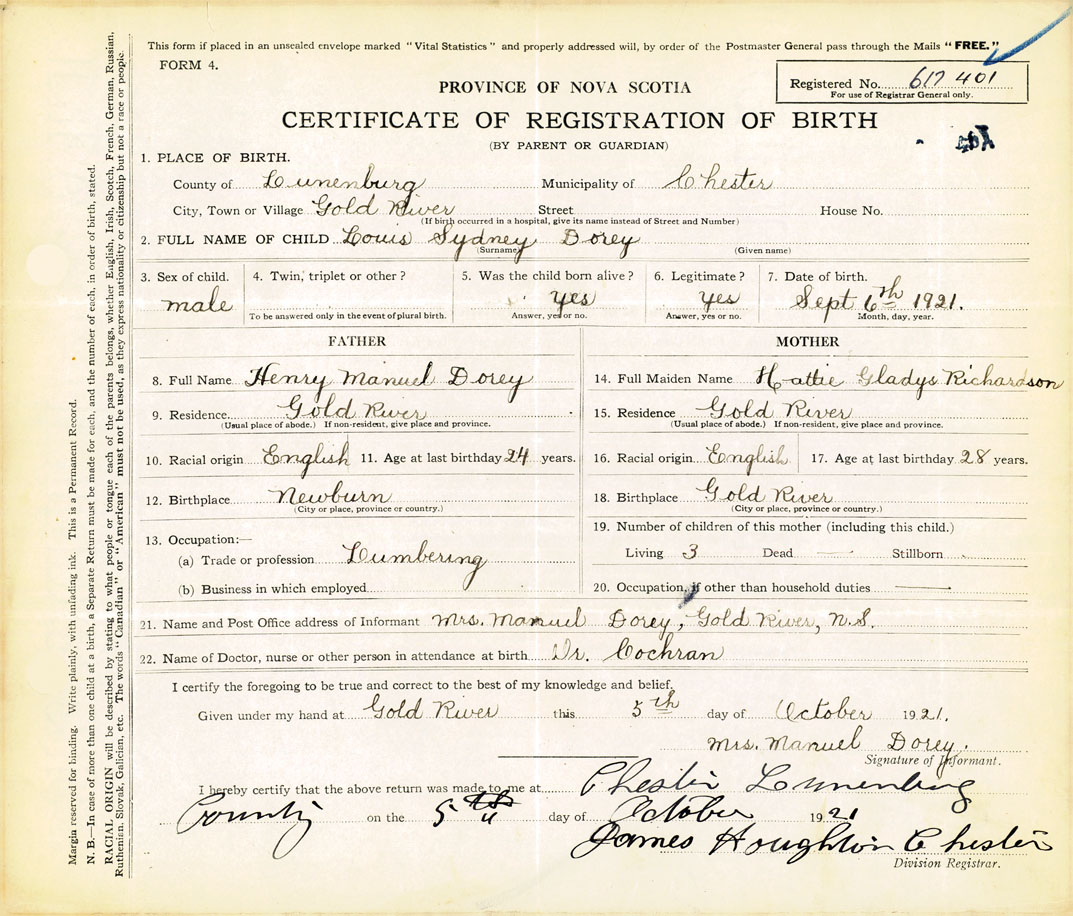 This form if placed in an unsealed envelope marked "Vital Statistics" and properly addressed will, by order of the Postmaster General pass through the Mails "FREE."
FORM 4.
Registered No. 617 401
For use of Registrar General only.
PROVINCE OF NOVA SCOTIA
CERTIFICATE OF REGISTRATION OF BIRTH
(BY PARENT OR GUARDIAN)
1. PLACE OF BIRTH.
County of Lunenburg Municipality of Chester
City, Town or Village Gold River Street House No.
(If birth occurred in a hospital, give its name instead of Street and Number)
2. FULL NAME OF CHILD Louis Sydney Dorey
(Surname) (Given name)
3. Sex of child. 4. Twin, triplet or other? 5. Was the child born alive? 6. Legitimate? 7. Date of birth.
male yes yes Sept 6th 1921.
To be answered only in the event of plural birth. Answer, yes or no. Answer, yes or no. Month, day, year.
FATHER MOTHER
8. Full Name Henry Manuel Dorey 14. Full Maiden Name Hattie Gladys Richardson
9. Residence Gold River 15. Residence Gold River
(Usual place of abode.) If non-resident, give place and province. (Usual place of abode.) If non-resident, give place and province.
10. Racial origin English 11. Age at last birthday 24 years. 16. Racial origin English 17. Age at last birthday 28 years.
12. Birthplace Newburn 18. Birthplace Gold River
(City or place, province or country.) (City or place, province or country.)
13. Occupation:— 19. Number of children of this mother (including this child.)
(a) Trade or profession Lumbering Living 3 Dead — Stillborn
(b) Business in which employed 20. Occupation, if other than household duties
21. Name and Post Office address of Informant Mrs. Manuel Dorey, Gold River, N.S.
22. Name of Doctor, nurse or other person in attendance at birth Dr. Cochran
I certify the foregoing to be true and correct to the best of my knowledge and belief.
Given under my hand at Gold River this 5th day of October 1921.
Mrs. Manuel Dorey.
Signature of Informant.
I hereby certify that the above return was made to me at Chester Lunenburg
County on the 5 day of October 1921
James Houghton Chester
Division Registrar.
Margin reserved for binding. Write plainly, with unfading ink. This is a Permanent Record.
N. B.—In case of more than one child at a birth, a Separate Return must be made for each, and the number of each, in order of birth, stated.
RACIAL ORIGIN will be described by stating to what people or tongue each of the parents belongs, whether English, Irish, Scotch, French, German, Russian,
Ruthenian, Slovak, Galician, etc. The words "Canadian" or "American" must not be used, as they express nationality or citizenship but not a race or people.